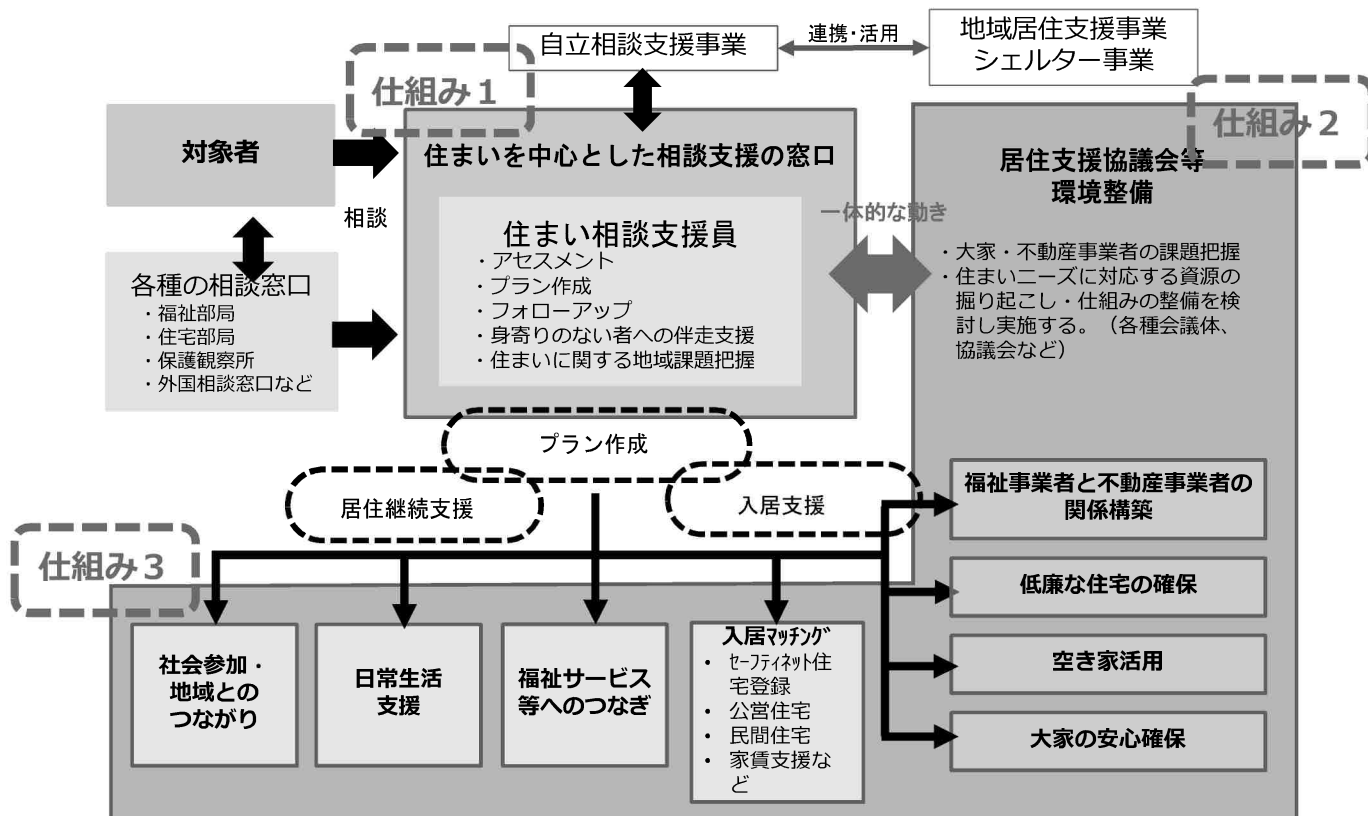 自立相談支援事業
連携・活用
地域居住支援事業
シェルター事業
仕組み１
仕組み２
対象者
相談
住まいを中心とした相談支援の窓口
住まい相談支援員
・アセスメント
・プラン作成
・フォローアップ
・身寄りのない者への伴走支援
・住まいに関する地域課題把握
一体的な動き
居住支援協議会等
環境整備
・大家・不動産事業者の課題把握
・住まいニーズに対応する資源の
掘り起こし・仕組みの整備を検
討し実施する。（各種会議体、
協議会など）
各種の相談窓口
・福祉部局
・住宅部局
・保護観察所
・外国相談窓口など
プラン作成
居住継続支援
入居支援
仕組み３
社会参加・
地域との
つながり
日常生活
支援
福祉サービス
等へのつなぎ
入居ﾏｯﾁﾝｸﾞ
• ｾｰﾌﾃｨﾈｯﾄ住
宅登録
• 公営住宅
• 民間住宅
• 家賃支援な
ど
福祉事業者と不動産事業者の
関係構築
低廉な住宅の確保
空き家活用
大家の安心確保